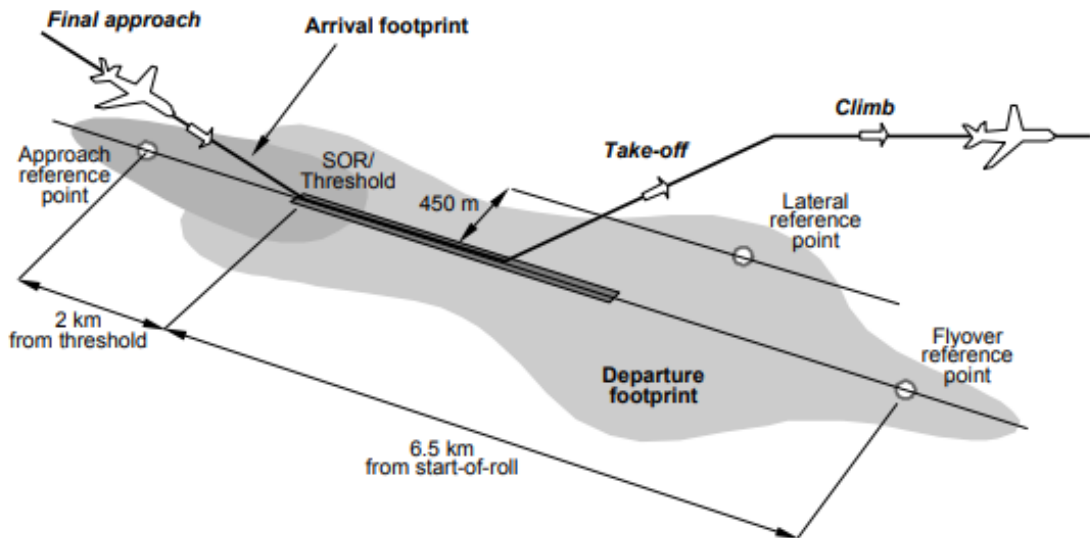 Final approach
Arrival footprint
Climb
Take-off
Approach
reference
point
SOR/
Threshold
450 m
Lateral
reference
point
2 km
from threshold
Flyover
reference
point
Departure
footprint
6.5 km
from start-of-roll